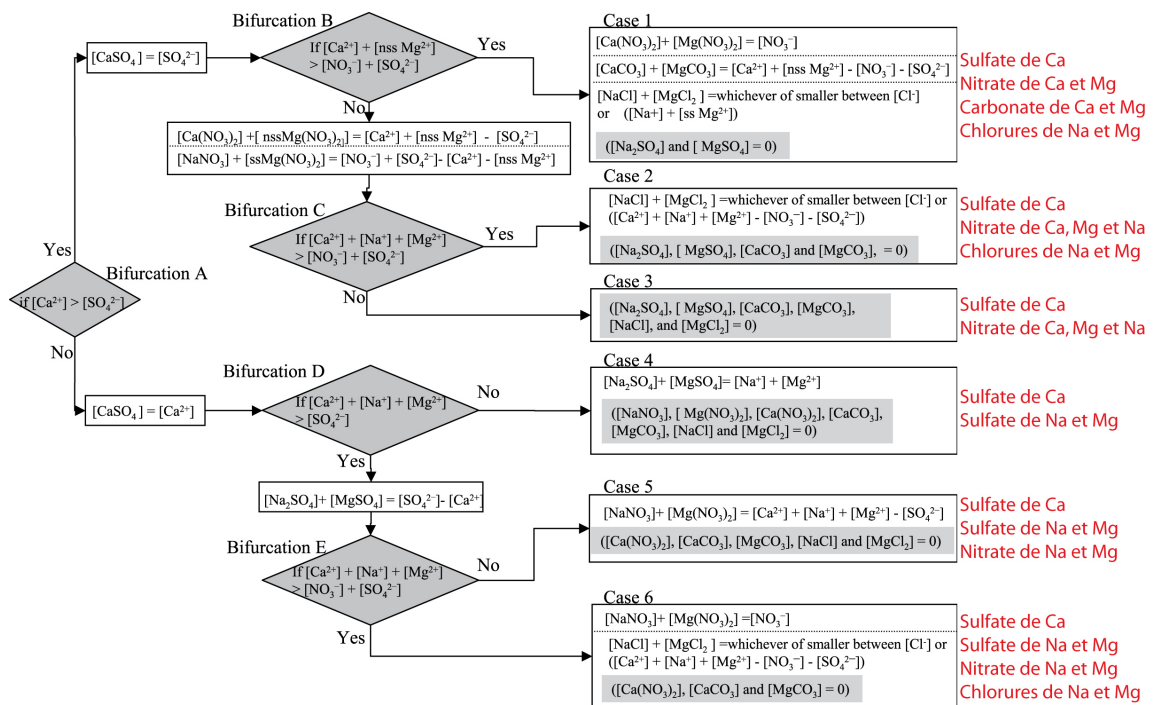 Bifurcation B
[CaSO₄] = [SO₄²⁻]
If [Ca²⁺] + [nss Mg²⁺]
> [NO₃⁻] + [SO₄²⁻]
Yes
No
Case 1
[Ca(NO₃)₂]+ [Mg(NO₃)₂] = [NO₃⁻]
[CaCO₃] + [MgCO₃] = [Ca²⁺] + [nss Mg²⁺] - [NO₃⁻] - [SO₄²⁻]
[NaCl] + [MgCl₂ ] =whichever of smaller between [Cl⁻]
or ([Na+] + [ss Mg²⁺])
([Na₂SO₄] and [ MgSO₄] = 0)
Sulfate de Ca
Nitrate de Ca et Mg
Carbonate de Ca et Mg
Chlorures de Na et Mg
[Ca(NO₃)₂] +[ nssMg(NO₃)₂] = [Ca²⁺] + [nss Mg²⁺] - [SO₄²⁻]
[NaNO₃] + [ssMg(NO₃)₂] = [NO₃⁻] + [SO₄²⁻]- [Ca²⁺] - [nss Mg²⁺]
Bifurcation C
If [Ca²⁺] + [Na⁺] + [Mg²⁺]
> [NO₃⁻] + [SO₄²⁻]
Yes
No
Case 2
[NaCl] + [MgCl₂ ] =whichever of smaller between [Cl⁻] or
([Ca²⁺] + [Na⁺] + [Mg²⁺] - [NO₃⁻] - [SO₄²⁻])
([Na₂SO₄], [ MgSO₄], [CaCO₃] and [MgCO₃], = 0)
Sulfate de Ca
Nitrate de Ca, Mg et Na
Chlorures de Na et Mg
Yes
Bifurcation A
if [Ca²⁺] > [SO₄²⁻]
No
Case 3
([Na₂SO₄], [ MgSO₄], [CaCO₃], [MgCO₃],
[NaCl], and [MgCl₂] = 0)
Sulfate de Ca
Nitrate de Ca, Mg et Na
Bifurcation D
[CaSO₄] = [Ca²⁺]
If [Ca²⁺] + [Na⁺] + [Mg²⁺]
> [SO₄²⁻]
No
Yes
Case 4
[Na₂SO₄]+ [MgSO₄]= [Na⁺] + [Mg²⁺]
([NaNO₃], [ Mg(NO₃)₂], [Ca(NO₃)₂], [CaCO₃],
[MgCO₃], [NaCl] and [MgCl₂] = 0)
Sulfate de Ca
Sulfate de Na et Mg
[Na₂SO₄]+ [MgSO₄] = [SO₄²⁻]- [Ca²⁺]
Bifurcation E
If [Ca²⁺] + [Na⁺] + [Mg²⁺]
> [NO₃⁻] + [SO₄²⁻]
No
Yes
Case 5
[NaNO₃]+ [Mg(NO₃)₂] = [Ca²⁺] + [Na⁺] + [Mg²⁺] - [SO₄²⁻]
([Ca(NO₃)₂], [CaCO₃], [MgCO₃], [NaCl] and [MgCl₂] = 0)
Sulfate de Ca
Sulfate de Na et Mg
Nitrate de Na et Mg
Case 6
[NaNO₃]+ [Mg(NO₃)₂] =[NO₃⁻]
[NaCl] + [MgCl₂ ] =whichever of smaller between [Cl⁻] or
([Ca²⁺] + [Na⁺] + [Mg²⁺] - [NO₃⁻] - [SO₄²⁻])
([Ca(NO₃)₂], [CaCO₃] and [MgCO₃] = 0)
Sulfate de Ca
Sulfate de Na et Mg
Nitrate de Na et Mg
Chlorures de Na et Mg